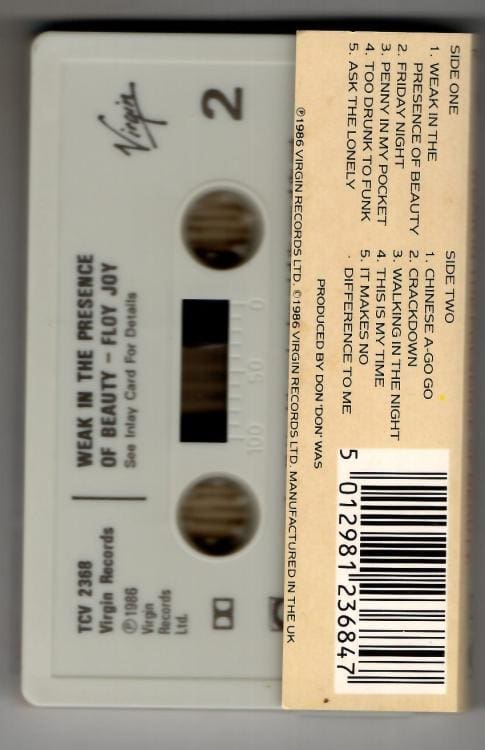 Virgin
2
WEAK IN THE PRESENCE
OF BEAUTY – FLOY JOY
See Inlay Card For Details
0 50 100
TCV 2368
Virgin Records
Ⓟ1986
Virgin
Records
Ltd.
SIDE ONE
1. WEAK IN THE
PRESENCE OF BEAUTY
2. FRIDAY NIGHT
3. PENNY IN MY POCKET
4. TOO DRUNK TO FUNK
5. ASK THE LONELY
SIDE TWO
1. CHINESE A-GO GO
2. CRACKDOWN
3. WALKING IN THE NIGHT
4. THIS IS MY TIME
5. IT MAKES NO
DIFFERENCE TO ME
PRODUCED BY DON 'DON' WAS
Ⓟ1986 VIRGIN RECORDS LTD. ©1986 VIRGIN RECORDS LTD. MANUFACTURED IN THE UK
5 012981 236847